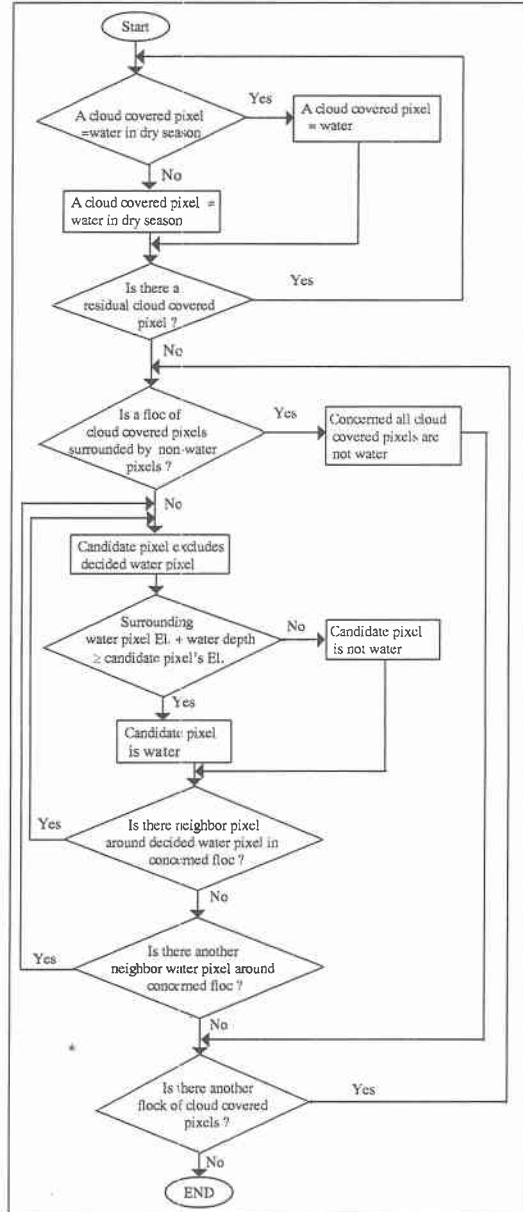 Start
A cloud covered pixel
=water in dry season
Yes
A cloud covered pixel
= water
No
A cloud covered pixel =
water in dry season
Is there a
residual cloud covered
pixel ?
Yes
No
Is a floc of
cloud covered pixels
surrounded by non-water
pixels ?
Yes
Concerned all cloud
covered pixels are
not water
No
Candidate pixel excludes
decided water pixel
Surrounding
water pixel El. + water depth
≥ candidate pixel's El.
No
Candidate pixel
is not water
Yes
Candidate pixel
is water
Is there neighbor pixel
around decided water pixel in
concerned floc ?
Yes
No
Is there another
neighbor water pixel around
concerned floc ?
Yes
No
*
Is there another
flock of cloud covered
pixels ?
Yes
No
END